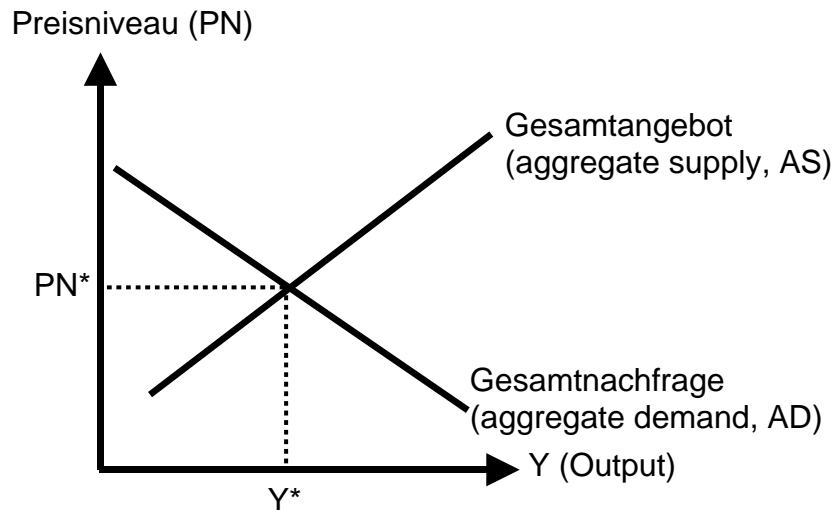 Preisniveau (PN)
Gesamtangebot
(aggregate supply, AS)
PN*
Gesamtnachfrage
(aggregate demand, AD)
Y (Output)
Y*